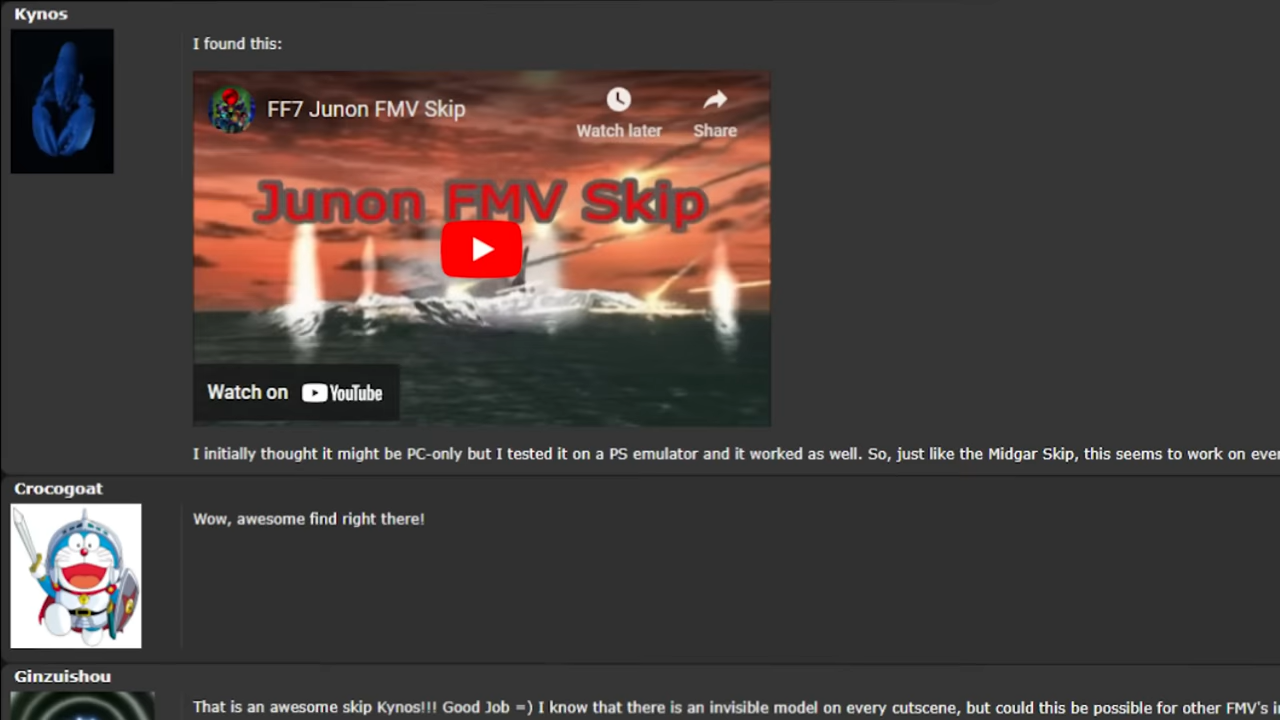 Kynos
I found this:
FF7 Junon FMV Skip
Watch later
Share
Junon FMV Skip
Watch on YouTube
I initially thought it might be PC-only but I tested it on a PS emulator and it worked as well. So, just like the Midgar Skip, this seems to work on ever
Crocogoat
Wow, awesome find right there!
Ginzuishou
That is an awesome skip Kynos!!! Good Job =) I know that there is an invisible model on every cutscene, but could this be possible for other FMV's i